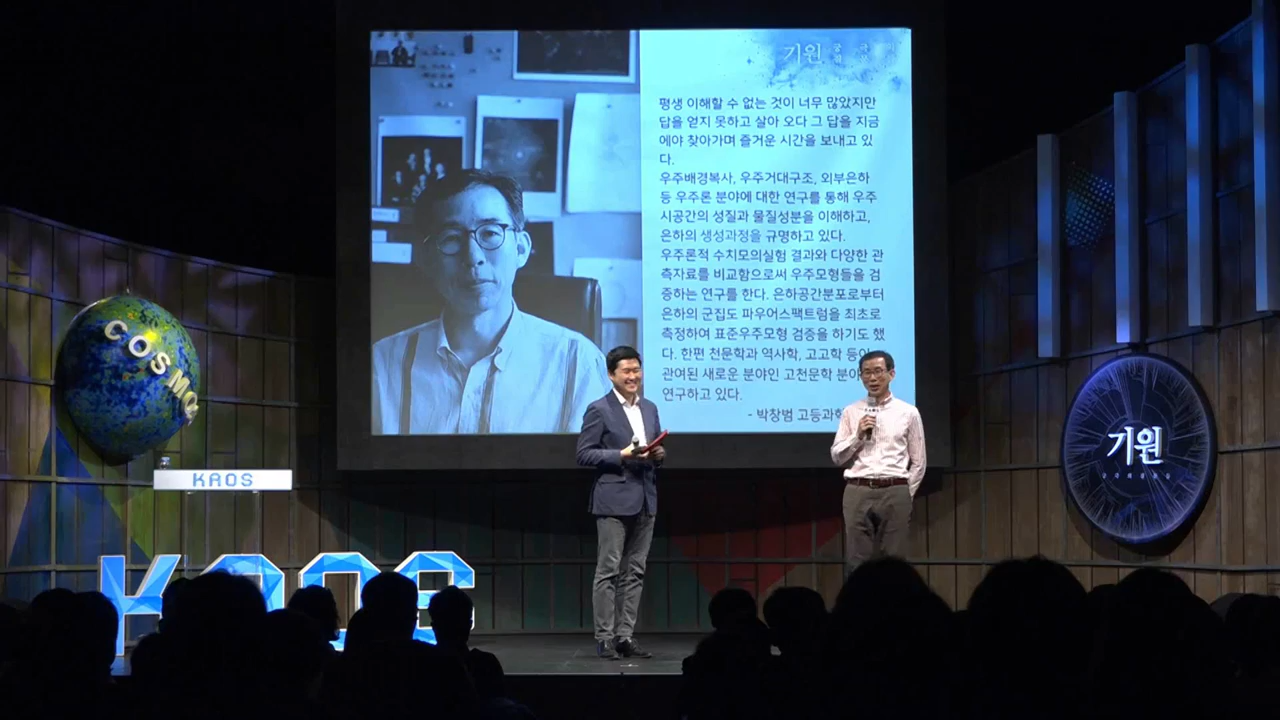 기원
평생 이해할 수 없는 것이 너무 많았지만
답을 얻지 못하고 살아 오다 그 답을 지금
에야 찾아가며 즐거운 시간을 보내고 있
다.
우주배경복사, 우주거대구조, 외부은하
등 우주론 분야에 대한 연구를 통해 우주
시공간의 성질과 물질성분을 이해하고,
은하의 생성과정을 규명하고 있다.
우주론적 수치모의실험 결과와 다양한 관
측자료를 비교함으로써 우주모형들을 검
증하는 연구를 한다. 은하공간분포로부터
은하의 군집도 파우어스팩트럼을 최초로
측정하여 표준우주모형 검증을 하기도 했
다. 한편 천문학과 역사학, 고고학 등이
관여된 새로운 분야인 고천문학 분야
연구하고 있다.
- 박창범 고등과학
COSMOS
KAOS
KAOS
기원